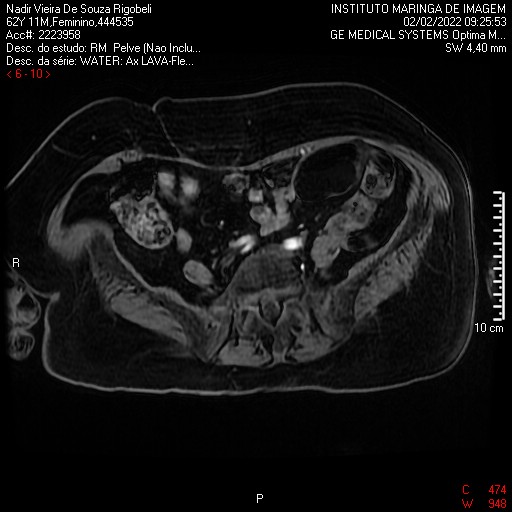 Nadir Vieira De Souza Rigobeli
62Y 11M,Feminino,444535
Acc#: 2223958
Desc. do estudo: RM Pelve (Nao Inclu...
Desc. da série: WATER: Ax LAVA-Fle...
< 6 - 10 >
INSTITUTO MARINGA DE IMAGEM
02/02/2022 09:25:53
GE MEDICAL SYSTEMS Optima M...
SW 4,40 mm
R
10 cm
P
C 474
W 948